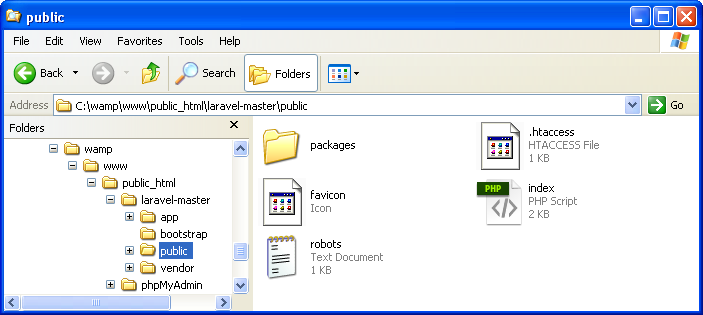 public
File Edit View Favorites Tools Help
Back Search Folders
Address C:\wamp\www\public_html\laravel-master\public Go
Folders
wamp
www
public_html
laravel-master
app
bootstrap
public
vendor
phpMyAdmin
packages
.htaccess
HTACCESS File
1 KB
favicon
Icon
PHP
index
PHP Script
2 KB
robots
Text Document
1 KB